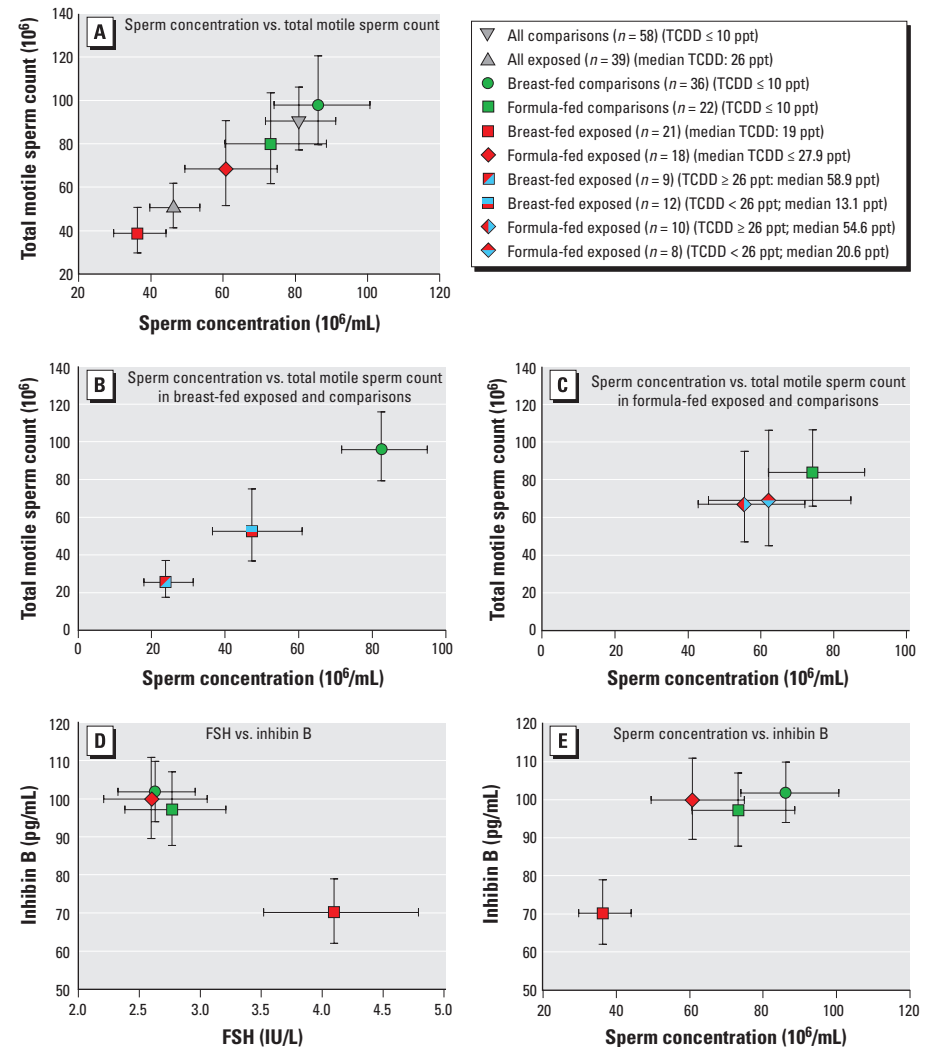 A
Sperm concentration vs. total motile sperm count
Total motile sperm count (10⁶)
140
120
100
80
60
40
20
20
40
60
80
100
120
Sperm concentration (10⁶/mL)
All comparisons (n = 58) (TCDD ≤ 10 ppt)
All exposed (n = 39) (median TCDD: 26 ppt)
Breast-fed comparisons (n = 36) (TCDD ≤ 10 ppt)
Formula-fed comparisons (n = 22) (TCDD ≤ 10 ppt)
Breast-fed exposed (n = 21) (median TCDD: 19 ppt)
Formula-fed exposed (n = 18) (median TCDD ≤ 27.9 ppt)
Breast-fed exposed (n = 9) (TCDD ≥ 26 ppt: median 58.9 ppt)
Breast-fed exposed (n = 12) (TCDD < 26 ppt; median 13.1 ppt)
Formula-fed exposed (n = 10) (TCDD ≥ 26 ppt; median 54.6 ppt)
Formula-fed exposed (n = 8) (TCDD < 26 ppt; median 20.6 ppt)
B
Sperm concentration vs. total motile sperm count
in breast-fed exposed and comparisons
Total motile sperm count (10⁶)
140
120
100
80
60
40
20
0
0
20
40
60
80
100
Sperm concentration (10⁶/mL)
C
Sperm concentration vs. total motile sperm count
in formula-fed exposed and comparisons
Total motile sperm count (10⁶)
140
120
100
80
60
40
20
0
0
20
40
60
80
100
Sperm concentration (10⁶/mL)
D
FSH vs. inhibin B
Inhibin B (pg/mL)
120
110
100
90
80
70
60
50
2.0
2.5
3.0
3.5
4.0
4.5
5.0
FSH (IU/L)
E
Sperm concentration vs. inhibin B
Inhibin B (pg/mL)
120
110
100
90
80
70
60
50
20
40
60
80
100
120
Sperm concentration (10⁶/mL)